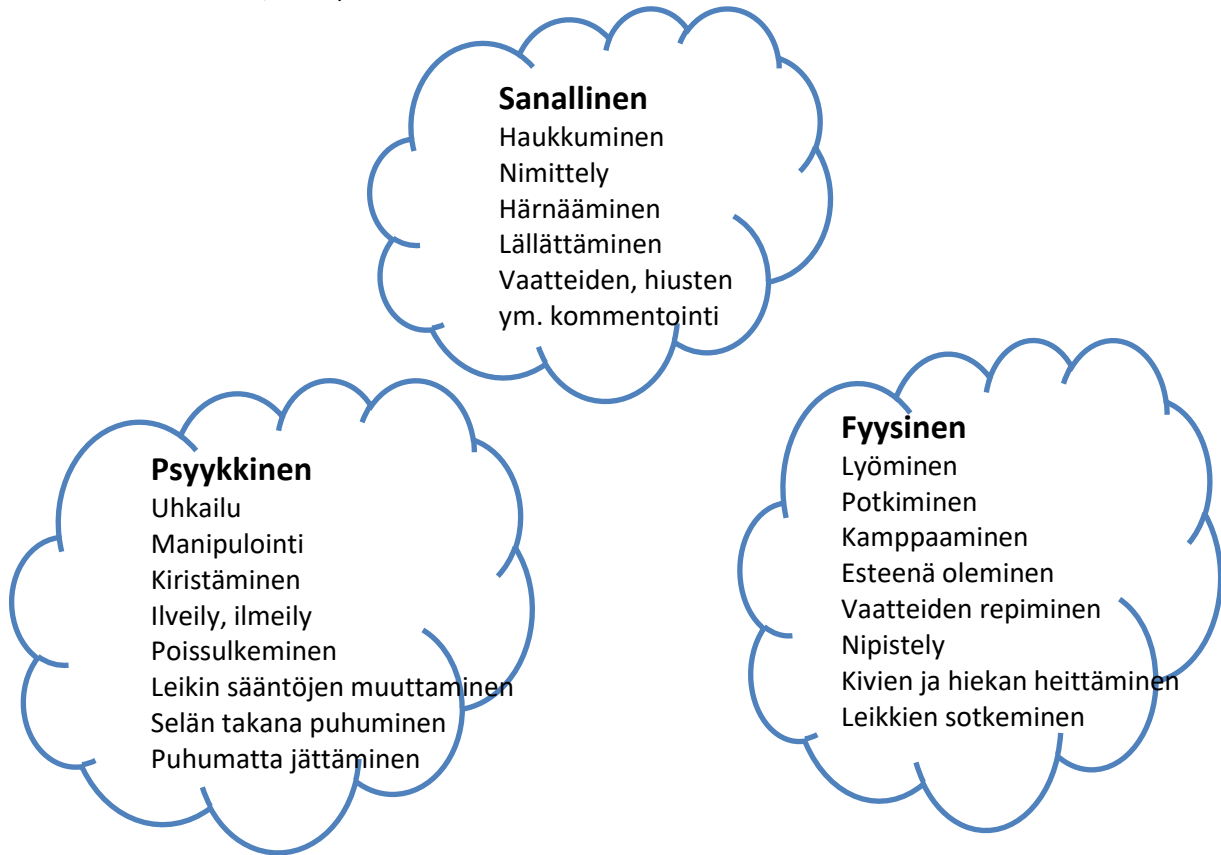 Sanallinen
Haukkuminen
Nimittely
Härnääminen
Lällättäminen
Vaatteiden, hiusten
ym. kommentointi
Psyykkinen
Uhkailu
Manipulointi
Kiristäminen
Ilveily, ilmeily
Poissulkeminen
Leikin sääntöjen muuttaminen
Selän takana puhuminen
Puhumatta jättäminen
Fyysinen
Lyöminen
Potkiminen
Kamppaaminen
Esteenä oleminen
Vaatteiden repiminen
Nipistely
Kivien ja hiekan heittäminen
Leikkien sotkeminen